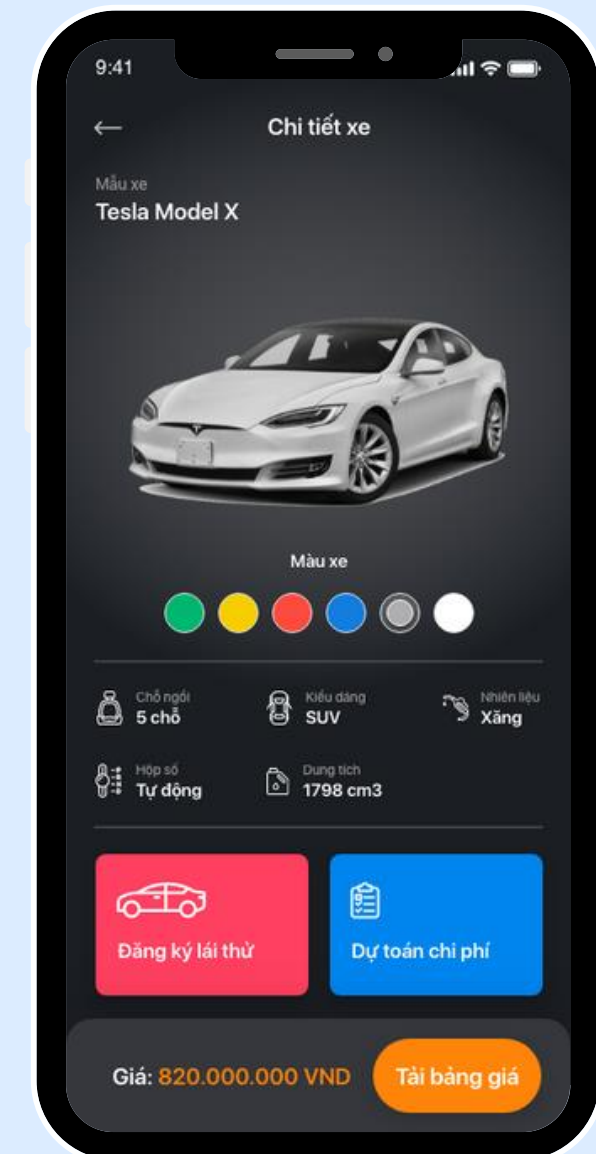 9:41
Chi tiết xe
Mẫu xe
Tesla Model X
Màu xe
Chỗ ngồi
5 chỗ
Kiểu dáng
SUV
Nhiên liệu
Xăng
Hộp số
Tự động
Dung tích
1798 cm3
Đăng ký lái thử
Dự toán chi phí
Giá: 820.000.000 VND
Tải bảng giá